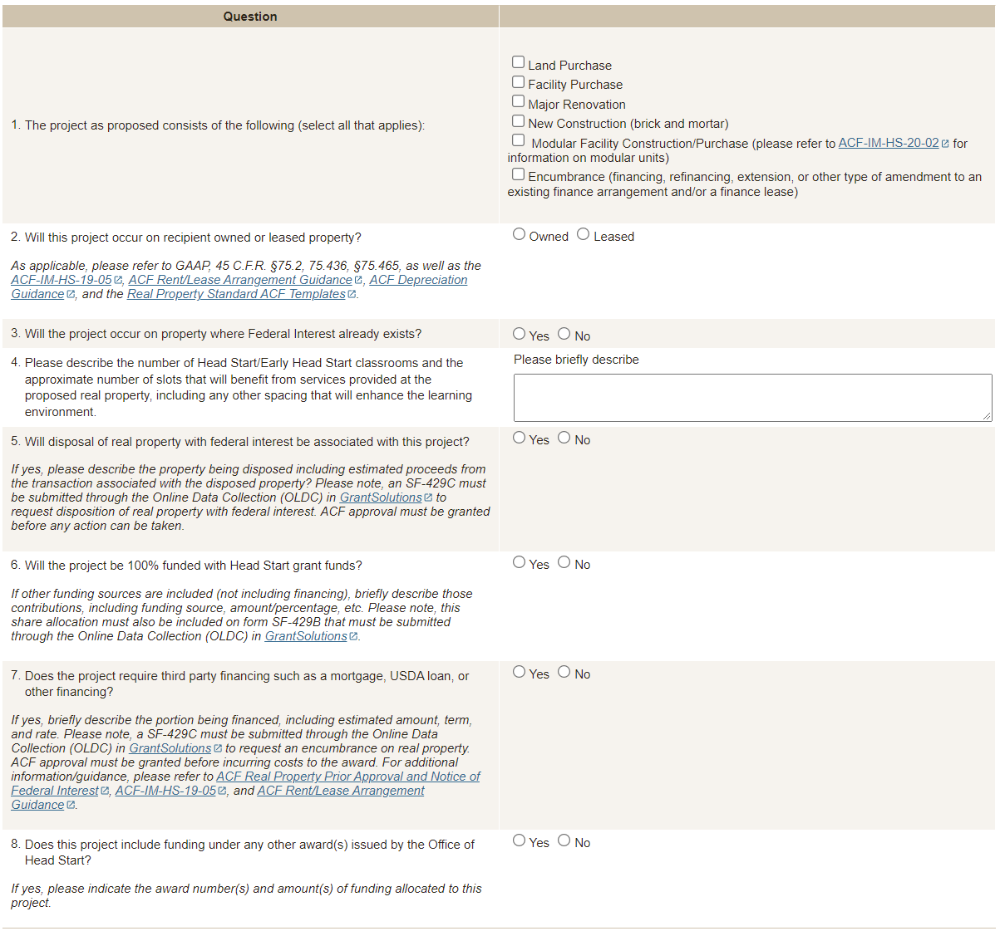 Question
1. The project as proposed consists of the following (select all that applies):
Land Purchase
Facility Purchase
Major Renovation
New Construction (brick and mortar)
Modular Facility Construction/Purchase (please refer to ACF-IM-HS-20-02 for
information on modular units)
Encumbrance (financing, refinancing, extension, or other type of amendment to an
existing finance arrangement and/or a finance lease)
2. Will this project occur on recipient owned or leased property?
As applicable, please refer to GAAP, 45 C.F.R. §75.2, 75.436, §75.465, as well as the
ACF-IM-HS-19-05, ACF Rent/Lease Arrangement Guidance, ACF Depreciation
Guidance, and the Real Property Standard ACF Templates.
Owned Leased
3. Will the project occur on property where Federal Interest already exists?
Yes No
4. Please describe the number of Head Start/Early Head Start classrooms and the
approximate number of slots that will benefit from services provided at the
proposed real property, including any other spacing that will enhance the learning
environment.
Please briefly describe
5. Will disposal of real property with federal interest be associated with this project?
If yes, please describe the property being disposed including estimated proceeds from
the transaction associated with the disposed property? Please note, an SF-429C must
be submitted through the Online Data Collection (OLDC) in GrantSolutions to
request disposition of real property with federal interest. ACF approval must be granted
before any action can be taken.
Yes No
6. Will the project be 100% funded with Head Start grant funds?
If other funding sources are included (not including financing), briefly describe those
contributions, including funding source, amount/percentage, etc. Please note, this
share allocation must also be included on form SF-429B that must be submitted
through the Online Data Collection (OLDC) in GrantSolutions.
Yes No
7. Does the project require third party financing such as a mortgage, USDA loan, or
other financing?
If yes, briefly describe the portion being financed, including estimated amount, term,
and rate. Please note, a SF-429C must be submitted through the Online Data
Collection (OLDC) in GrantSolutions to request an encumbrance on real property.
ACF approval must be granted before incurring costs to the award. For additional
information/guidance, please refer to ACF Real Property Prior Approval and Notice of
Federal Interest, ACF-IM-HS-19-05, and ACF Rent/Lease Arrangement
Guidance.
Yes No
8. Does this project include funding under any other award(s) issued by the Office of
Head Start?
If yes, please indicate the award number(s) and amount(s) of funding allocated to this
project.
Yes No